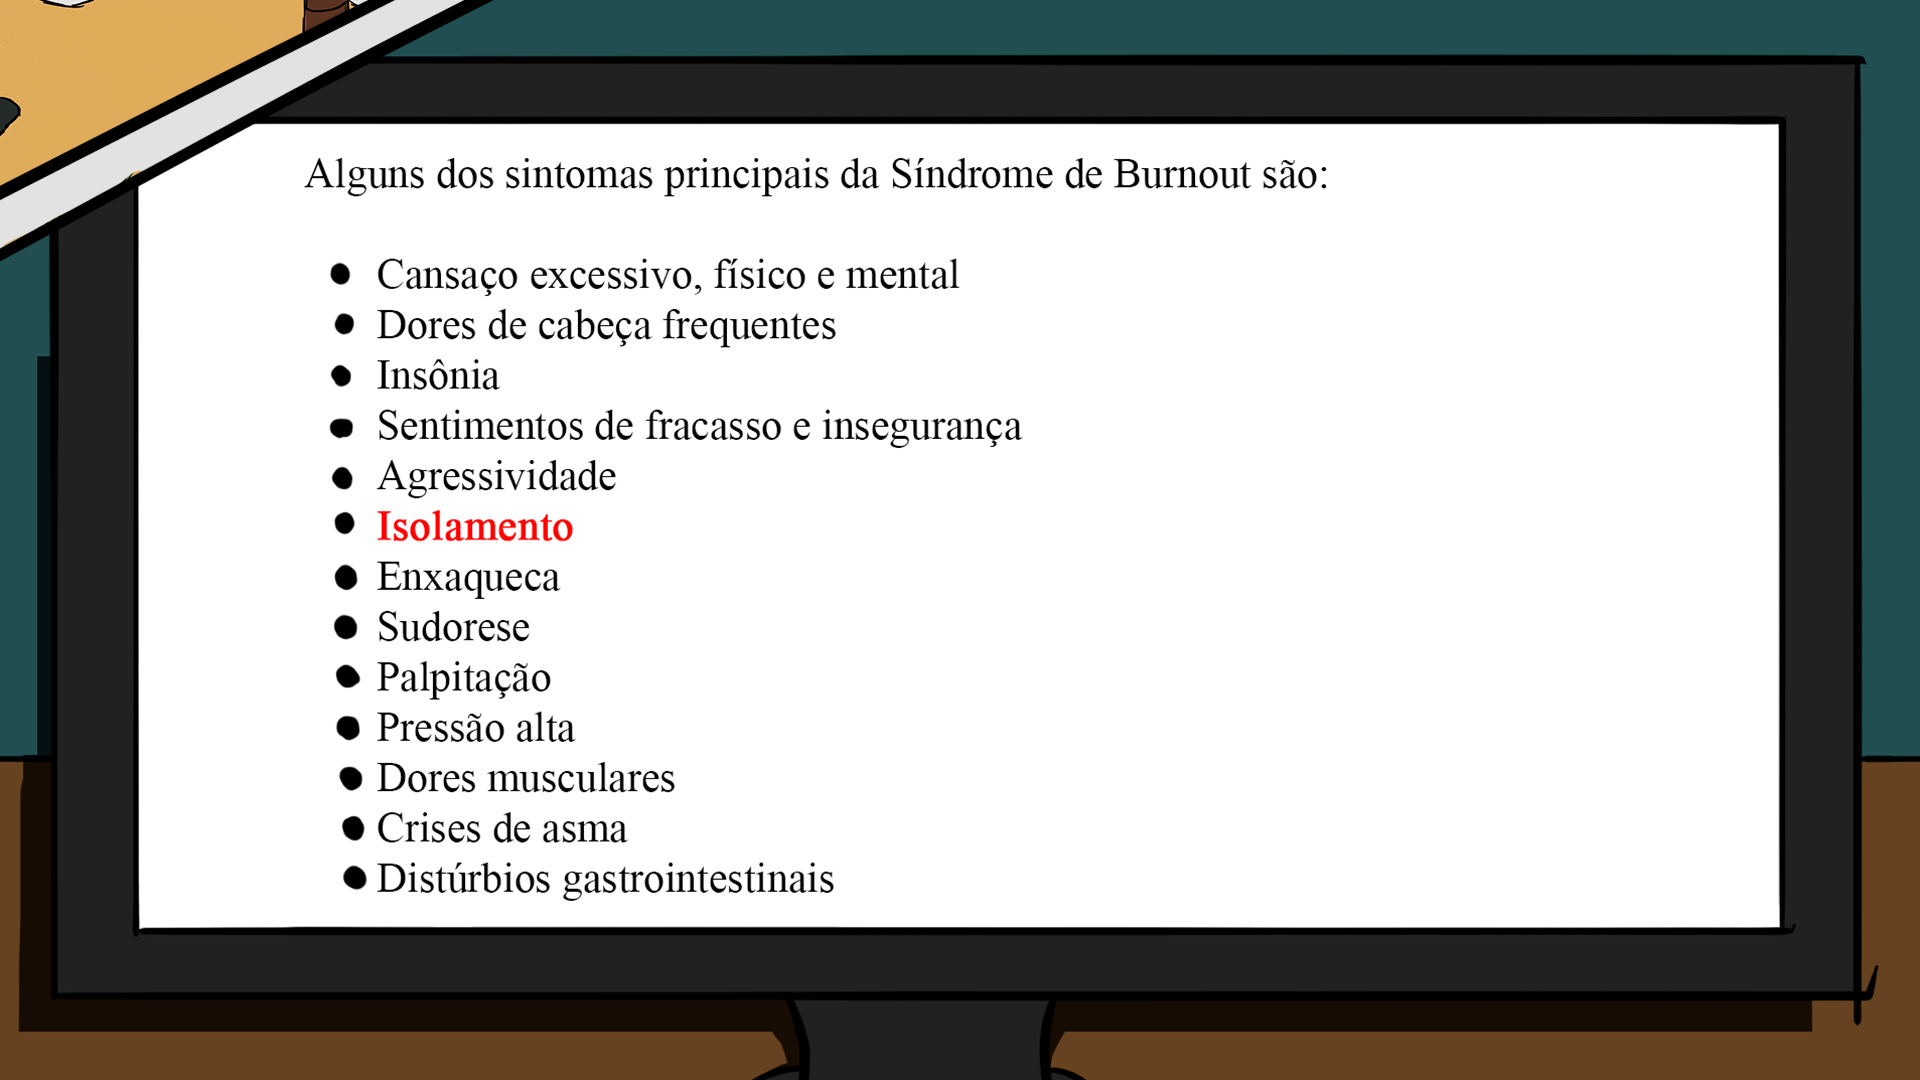 Alguns dos sintomas principais da Síndrome de Burnout são:
● Cansaço excessivo, físico e mental
● Dores de cabeça frequentes
● Insônia
● Sentimentos de fracasso e insegurança
● Agressividade
● Isolamento
● Enxaqueca
● Sudorese
● Palpitação
● Pressão alta
● Dores musculares
● Crises de asma
● Distúrbios gastrointestinais